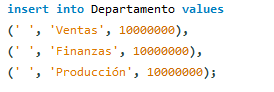 insert into Departamento values
(' ', 'Ventas', 10000000),
(' ', 'Finanzas', 10000000),
(' ', 'Producción', 10000000);